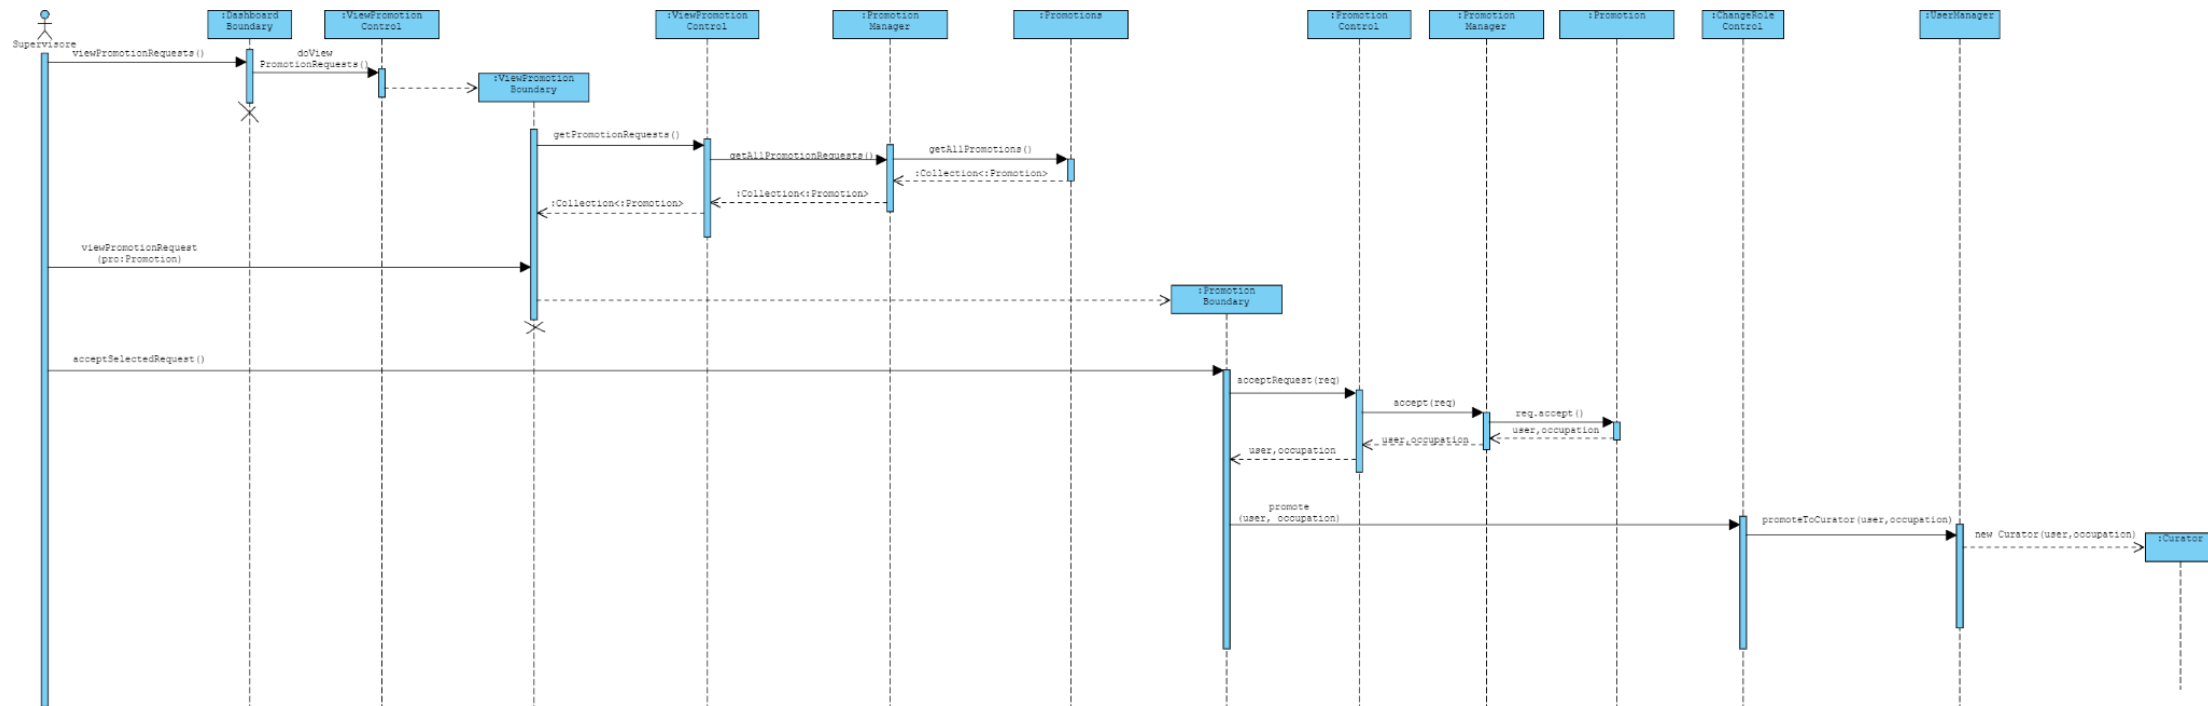 :Dashboard
Boundary
:ViewPromotion
Control
:ViewPromotion
Control
:Promotion
Manager
:Promotions
:Promotion
Control
:Promotion
Manager
:Promotion
:ChangeRole
Control
:UserManager
Supervisore
viewPromotionRequests()
doView
PromotionRequests()
:ViewPromotion
Boundary
getPromotionRequests()
getAllPromotionRequests()
getAllPromotions()
:Collection<:Promotion>
:Collection<:Promotion>
:Collection<:Promotion>
viewPromotionRequest
(pro:Promotion)
:Promotion
Boundary
acceptSelectedRequest()
acceptRequest(req)
accept(req)
req.accept()
user,occupation
user,occupation
user,occupation
promote
(user, occupation)
promoteToCurator(user,occupation)
new Curator(user,occupation)
:Curator